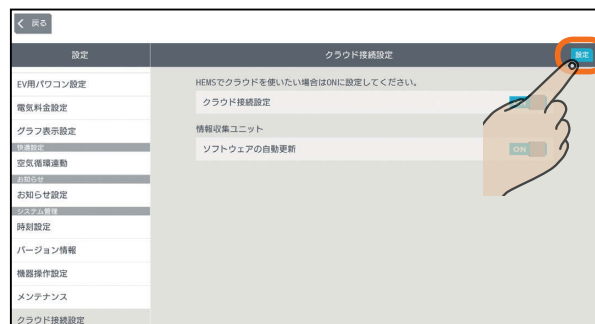 く 戻る
設定
クラウド接続設定
設定
EV用パワコン設定
電気料金設定
グラフ表示設定
快適設定
空気循環連動
お知らせ
お知らせ設定
システム管理
時刻設定
バージョン情報
機器操作設定
メンテナンス
クラウド接続設定
HEMSでクラウドを使いたい場合はONに設定してください。
クラウド接続設定
情報収集ユニット
ソフトウェアの自動更新
ON